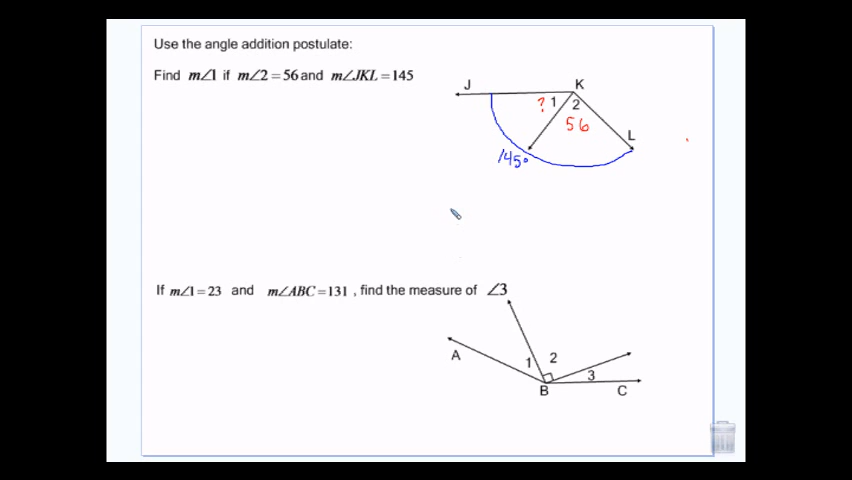 Use the angle addition postulate:
Find m∠1 if m∠2 = 56 and m∠JKL = 145
J
K
? 1 2
56
L
145°
If m∠1 = 23 and m∠ABC = 131 , find the measure of ∠3
A
1 2
3
B
C